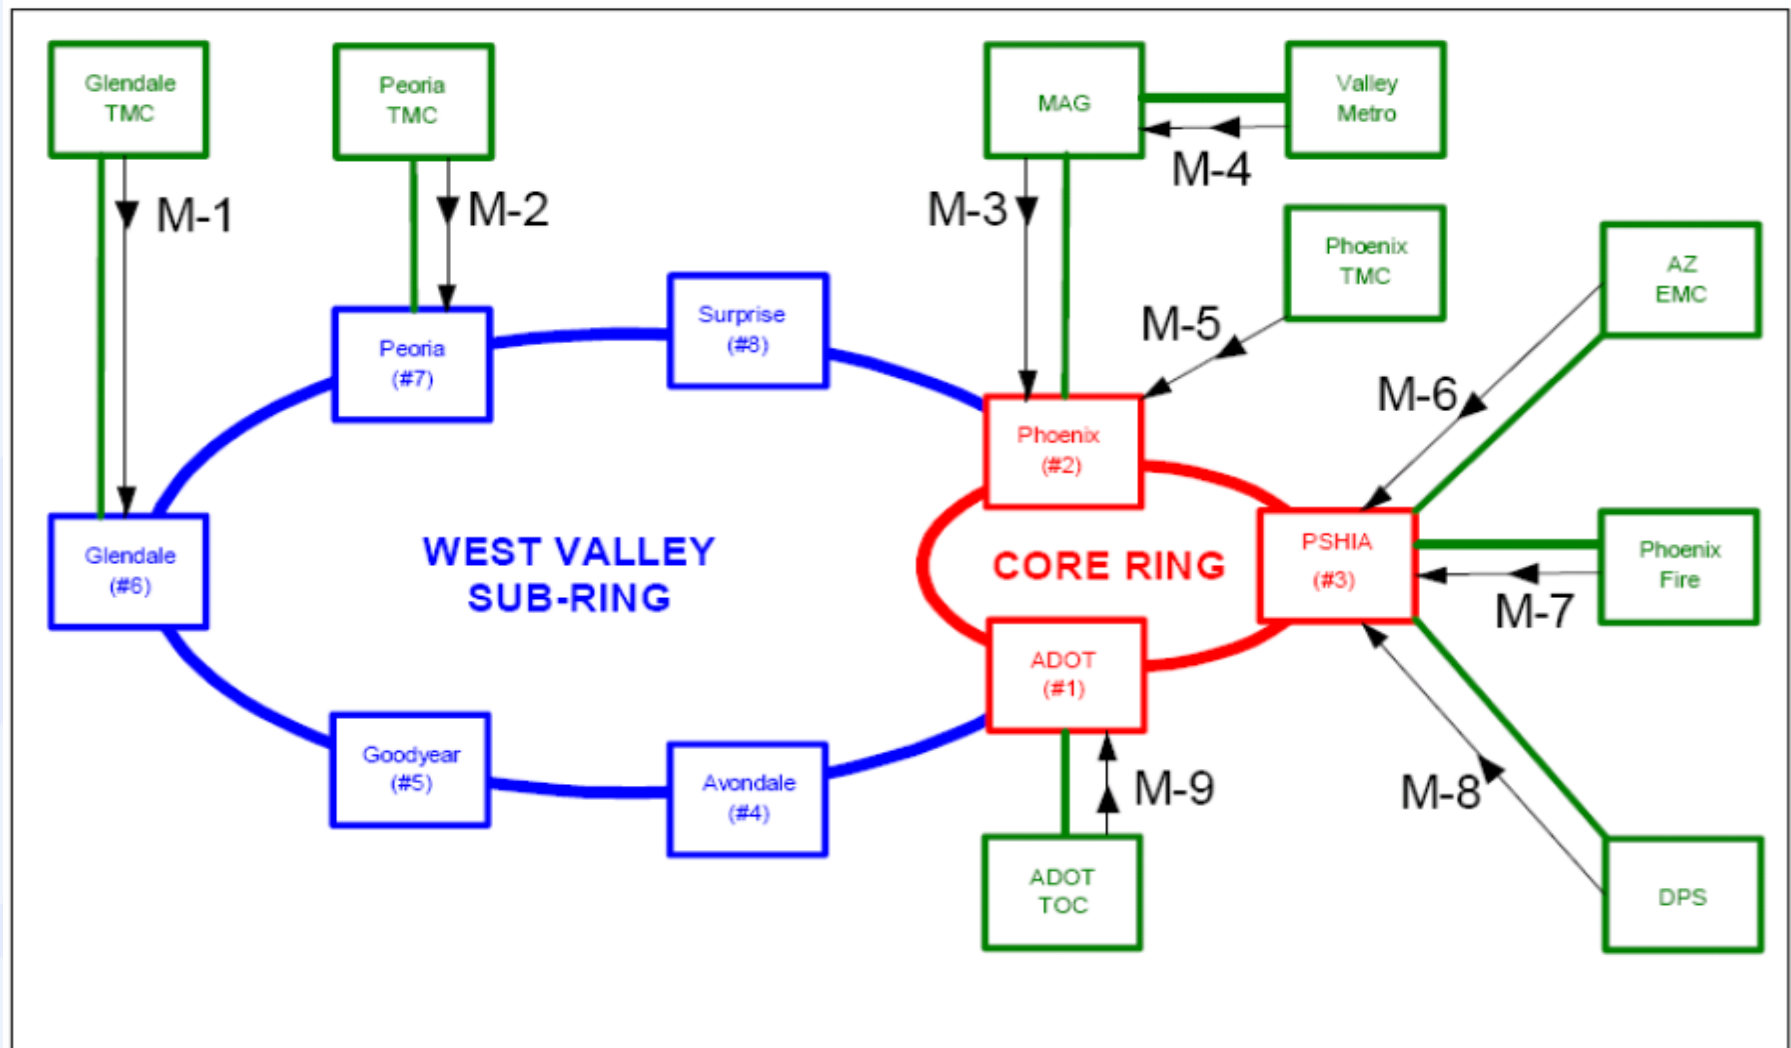 Glendale
TMC
Peoria
TMC
MAG
Valley
Metro
M-4
M-1
M-2
M-3
Phoenix
TMC
AZ
EMC
M-5
Surprise
(#8)
Peoria
(#7)
M-6
Phoenix
(#2)
Glendale
(#6)
WEST VALLEY
SUB-RING
CORE RING
PSHIA
(#3)
Phoenix
Fire
M-7
ADOT
(#1)
Goodyear
(#5)
Avondale
(#4)
M-9
M-8
ADOT
TOC
DPS